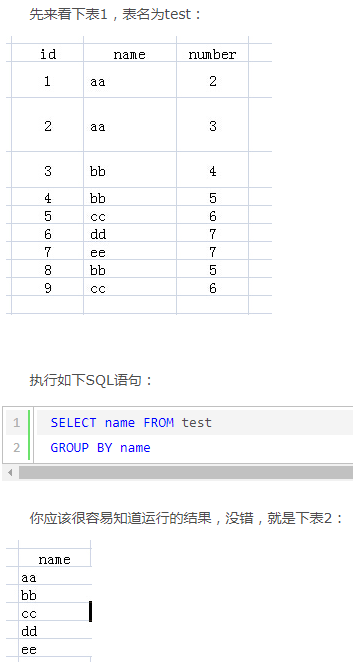 先来看下表1，表名为test：
id name number
1 aa 2
2 aa 3
3 bb 4
4 bb 5
5 cc 6
6 dd 7
7 ee 7
8 bb 5
9 cc 6
执行如下SQL语句：
1 SELECT name FROM test
2 GROUP BY name
你应该很容易知道运行的结果，没错，就是下表2：
name
aa
bb
cc
dd
ee